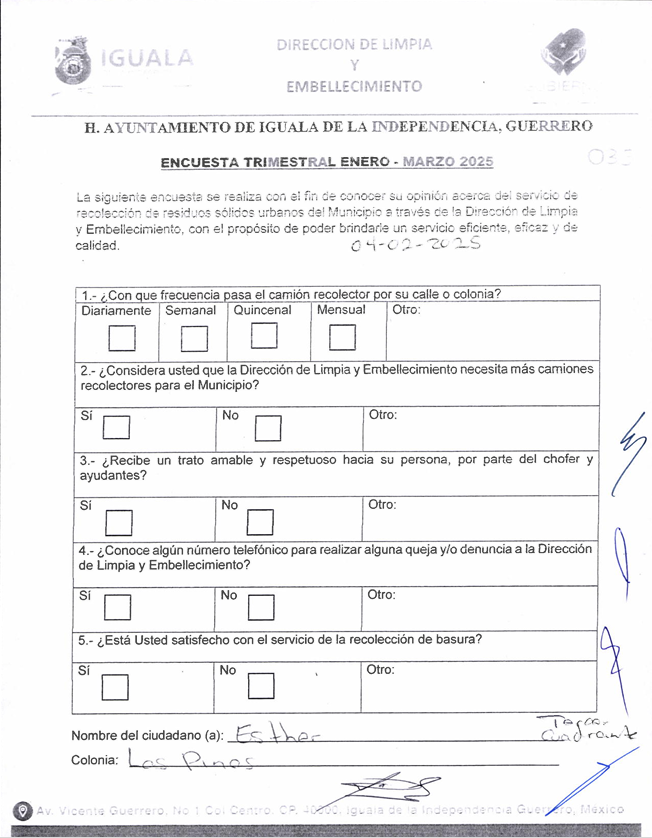 IGUALA
DIRECCION DE LIMPIA
Y
EMBELLECIMIENTO
H. AYUNTAMIENTO DE IGUALA DE LA INDEPENDENCIA, GUERRERO
ENCUESTA TRIMESTRAL ENERO - MARZO 2025
La siguiente encuesta se realiza con el fin de conocer su opinión acerca del servicio de
recolección de residuos sólidos urbanos del Municipio a través de la Dirección de Limpia
y Embellecimiento, con el propósito de poder brindarle un servicio eficiente, eficaz y de
calidad.
04-02-2025
1.- ¿Con que frecuencia pasa el camión recolector por su calle o colonia?
Diariamente Semanal Quincenal Mensual Otro:
2.- ¿Considera usted que la Dirección de Limpia y Embellecimiento necesita más camiones
recolectores para el Municipio?
Sí No Otro:
3.- ¿Recibe un trato amable y respetuoso hacia su persona, por parte del chofer y
ayudantes?
Sí No Otro:
4.- ¿Conoce algún número telefónico para realizar alguna queja y/o denuncia a la Dirección
de Limpia y Embellecimiento?
Sí No Otro:
5.- ¿Está Usted satisfecho con el servicio de la recolección de basura?
Sí No Otro:
Tercer
Nombre del ciudadano (a): Esther Cuadrante
Colonia: Los Pinos
Av. Vicente Guerrero, No 1 Col Centro, CP, 40000, Iguala de la Independencia Guerrero, México